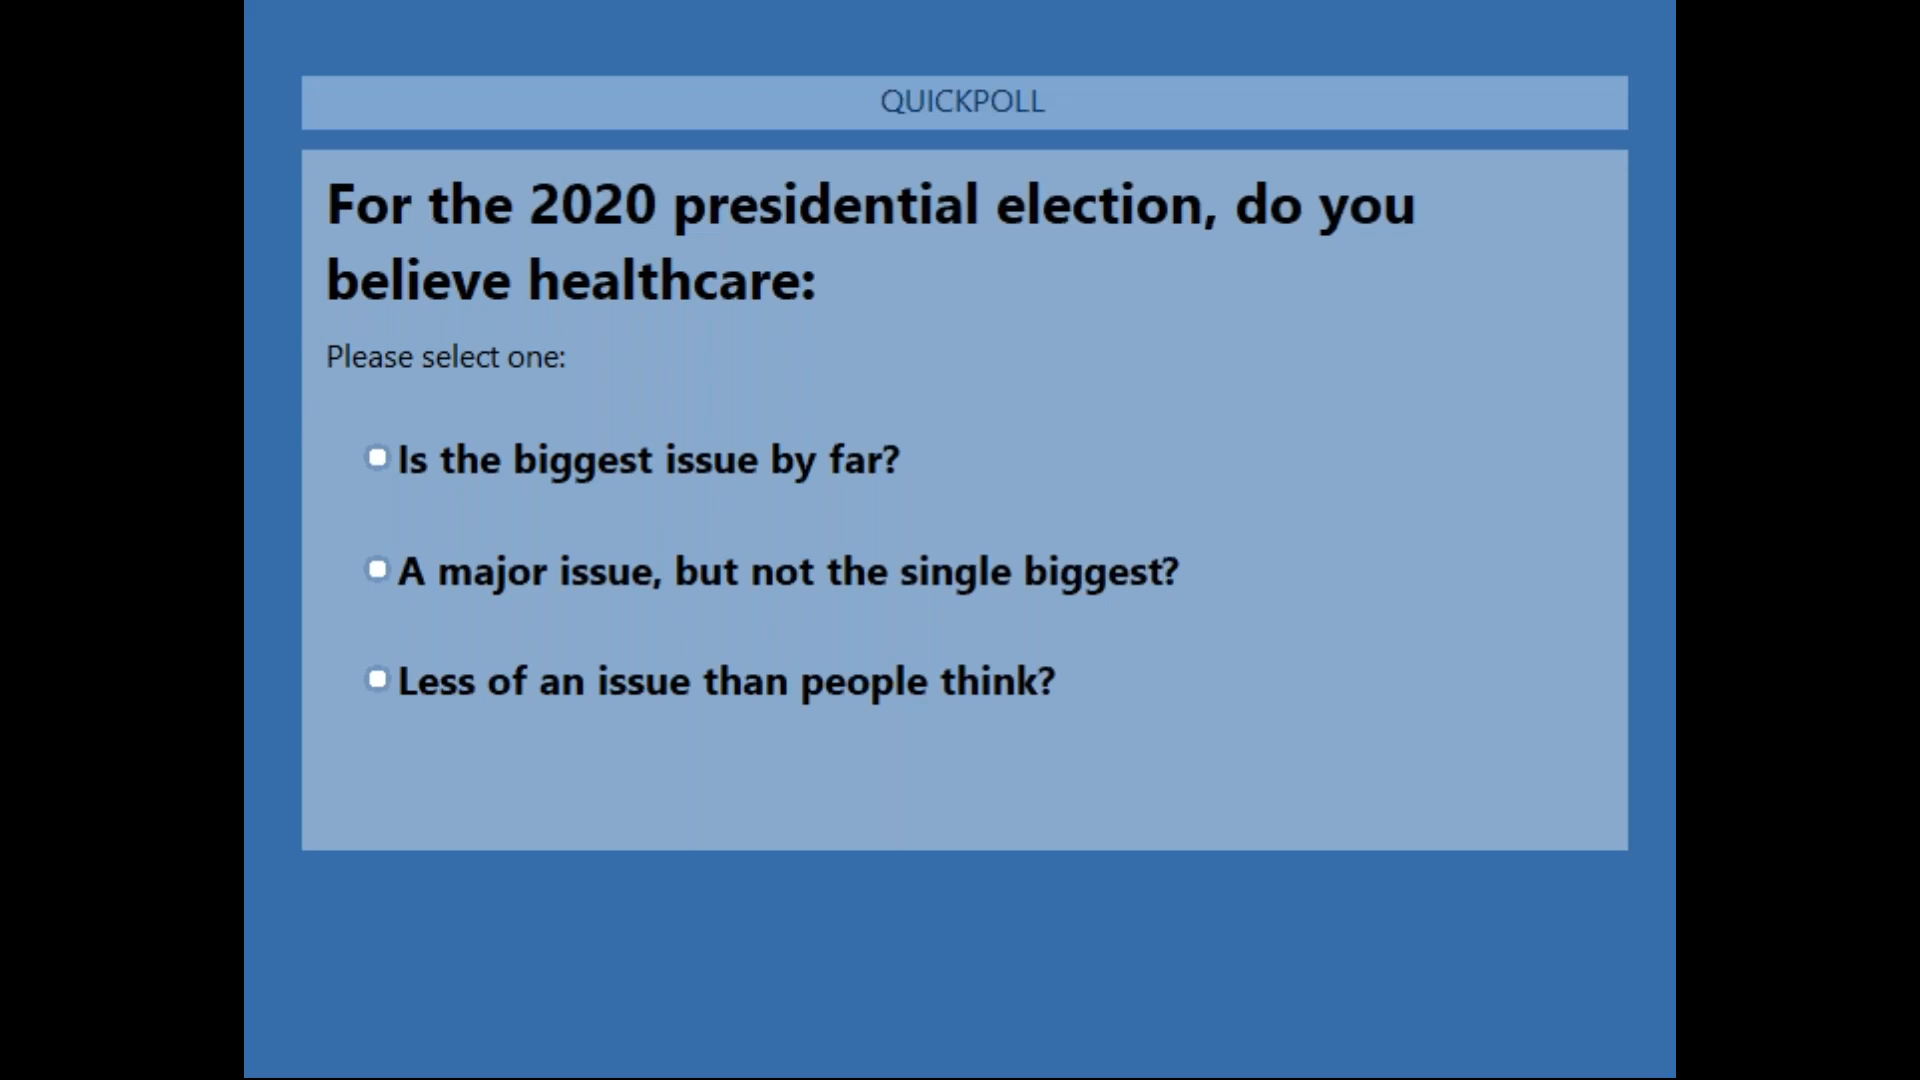 QUICKPOLL
For the 2020 presidential election, do you
believe healthcare:
Please select one:
Is the biggest issue by far?
A major issue, but not the single biggest?
Less of an issue than people think?